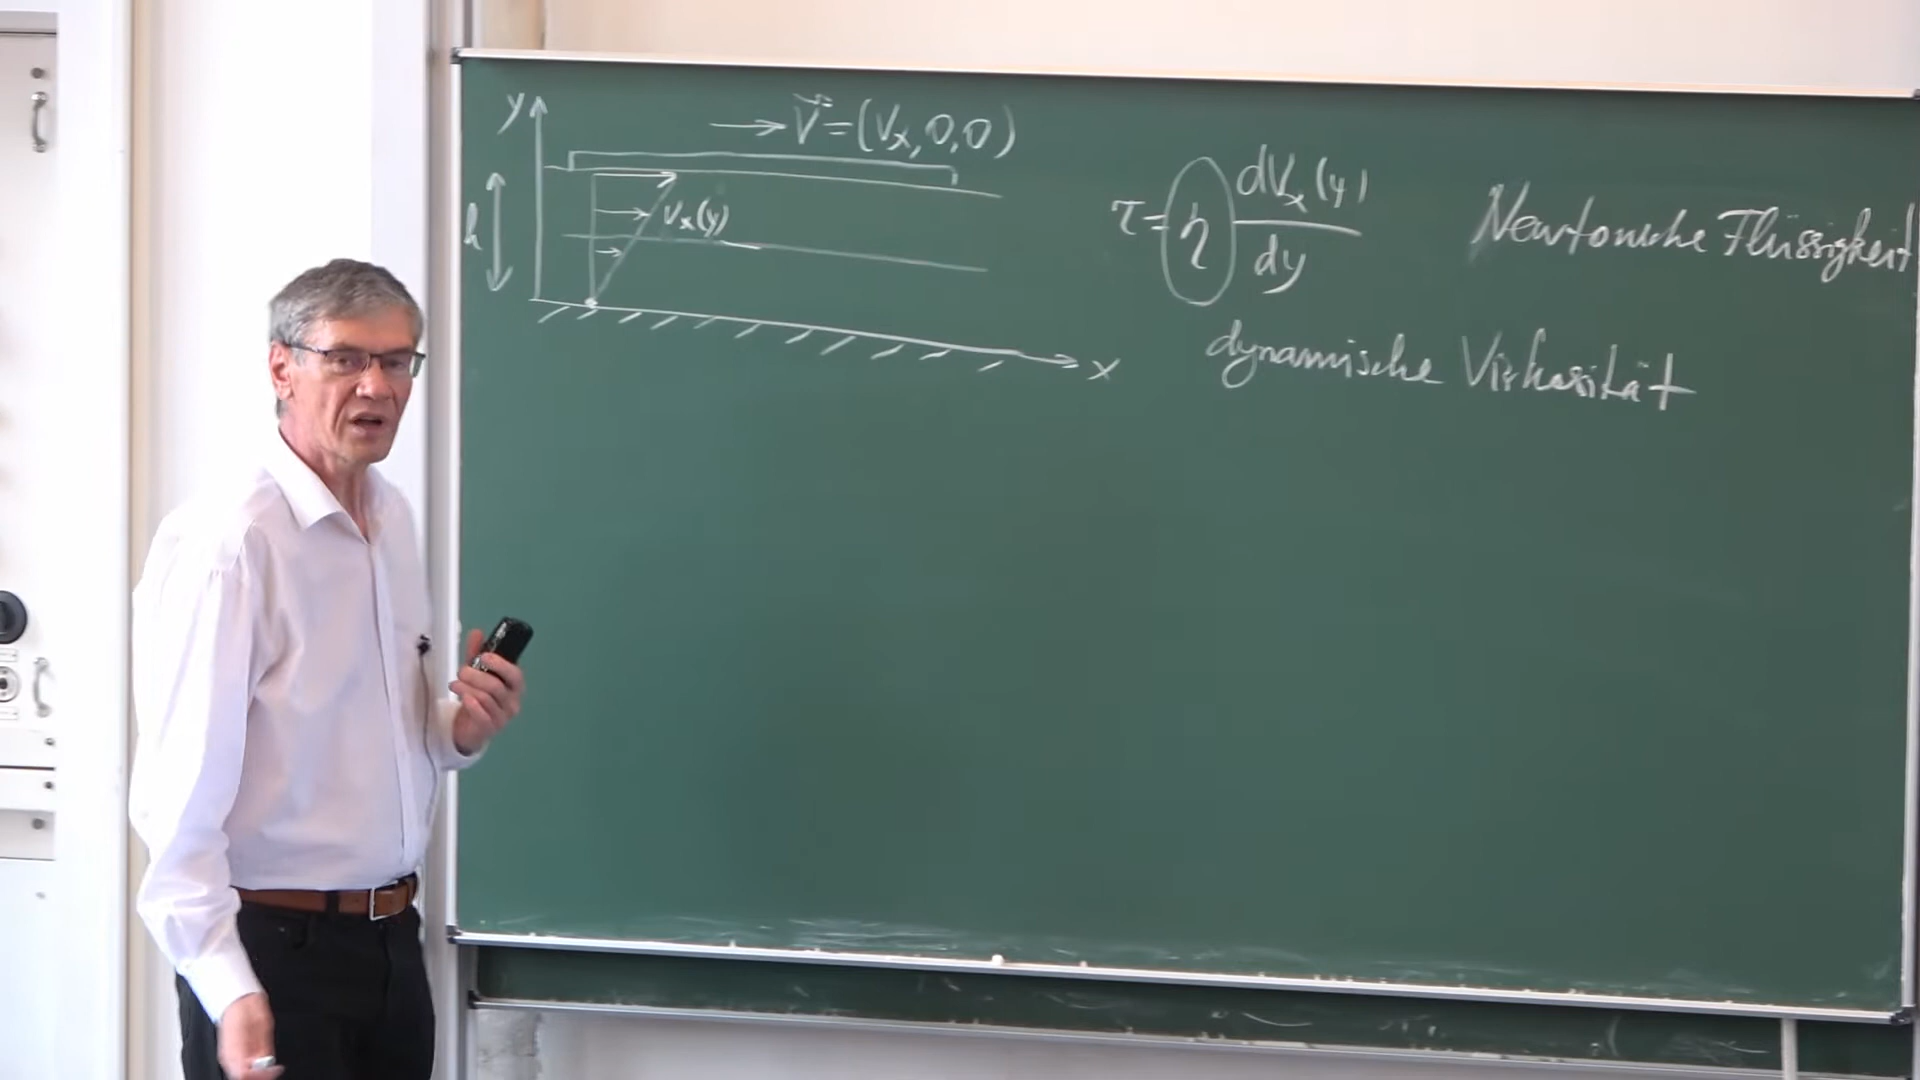 y
→ V⃗ = (Vx, 0, 0)
h
Vx(y)
x
τ = η dVx(y)/dy
Newtonsche Flüssigkeit
dynamische Viskosität